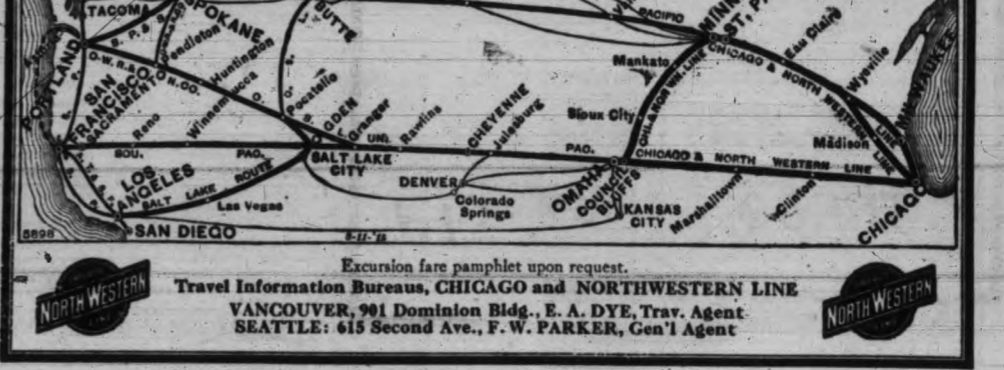 TACOMA
SPOKANE
BUTTE
PACIFIC
MINN
ST. P
S. P. &
Pendleton
O-W. R. &
N. CO.
Huntington
Mankato
CHICAGO & NORTH WESTERN LINE
Eau Claire
Wyeville
MILWAUKEE
PORTLAND
SAN FRANCISCO
SACRAMENTO
Reno
Winnemucca
Pocatello
OGDEN
Granger
UN.
Rawlins
CHEYENNE
Julesburg
Sioux City
Madison
SOU.
PAC.
SALT LAKE
CITY
PAC.
CHICAGO & NORTH WESTERN LINE
LOS
ANGELES
SALT LAKE ROUTE
Las Vegas
DENVER
Colorado
Springs
OMAHA
COUNCIL
BLUFFS
KANSAS
CITY
Marshalltown
Clinton
CHICAGO
5898
SAN DIEGO
Excursion fare pamphlet upon request.
Travel Information Bureaus, CHICAGO and NORTHWESTERN LINE
VANCOUVER, 901 Dominion Bldg., E. A. DYE, Trav. Agent
SEATTLE: 615 Second Ave., F. W. PARKER, Gen'l Agent
NORTH WESTERN
NORTH WESTERN